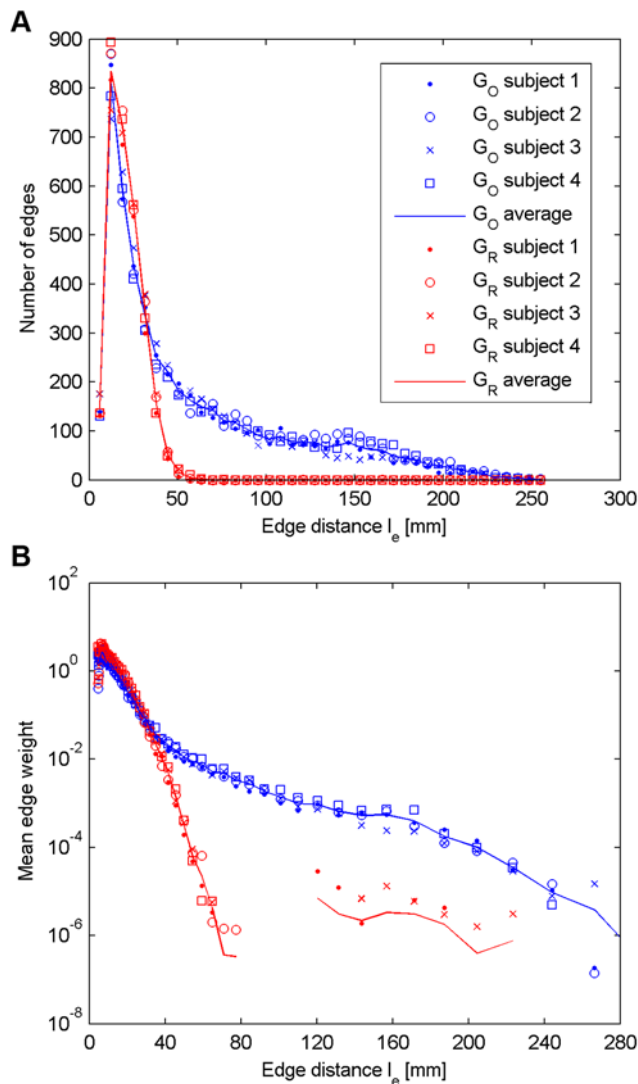 A
900
800
700
600
500
400
300
200
100
0
Number of edges
G_O subject 1
G_O subject 2
G_O subject 3
G_O subject 4
G_O average
G_R subject 1
G_R subject 2
G_R subject 3
G_R subject 4
G_R average
0 50 100 150 200 250 300
Edge distance l_e [mm]
B
10^2
10^0
10^-2
10^-4
10^-6
10^-8
Mean edge weight
0 40 80 120 160 200 240 280
Edge distance l_e [mm]